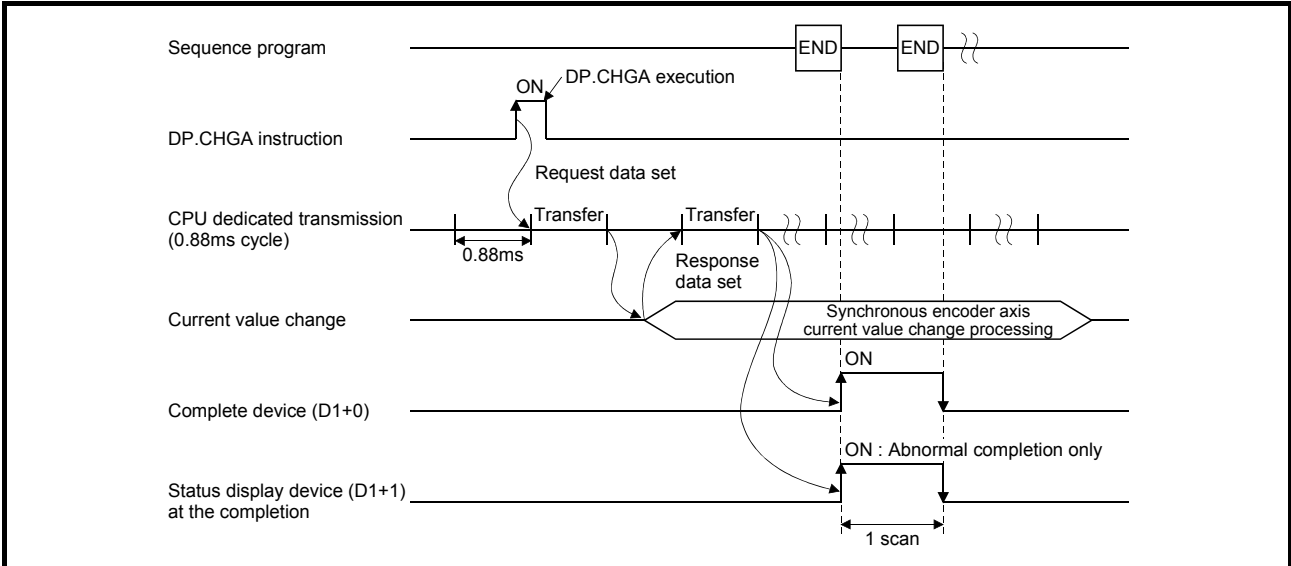 Sequence program
END
END
ON
DP.CHGA execution
DP.CHGA instruction
Request data set
CPU dedicated transmission
(0.88ms cycle)
Transfer
Transfer
0.88ms
Response
data set
Current value change
Synchronous encoder axis
current value change processing
ON
Complete device (D1+0)
ON : Abnormal completion only
Status display device (D1+1)
at the completion
1 scan